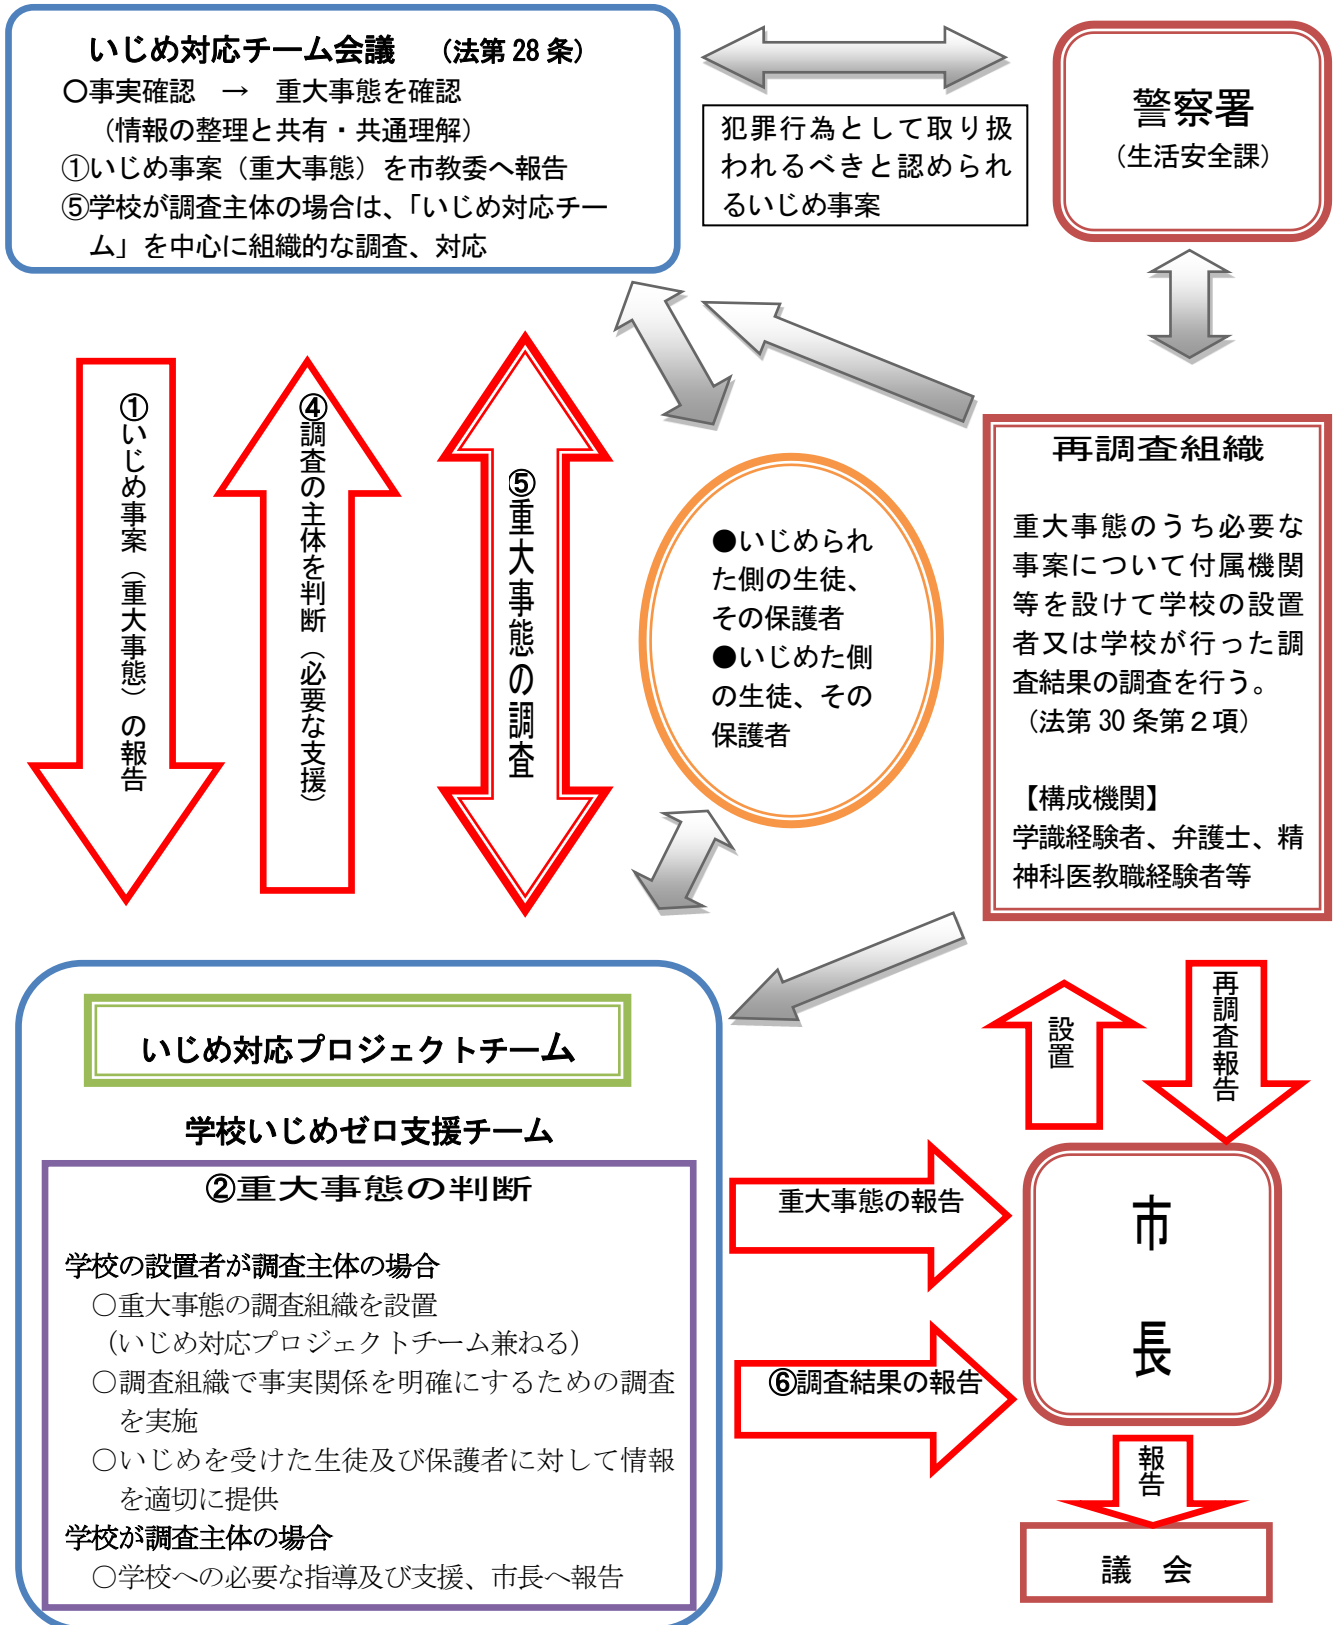 いじめ対応チーム会議 （法第28条）
○事実確認 → 重大事態を確認
（情報の整理と共有・共通理解）
①いじめ事案（重大事態）を市教委へ報告
⑤学校が調査主体の場合は、「いじめ対応チー
ム」を中心に組織的な調査、対応
犯罪行為として取り扱
われるべきと認められ
るいじめ事案
警察署
（生活安全課）
①いじめ事案（重大事態）の報告
④調査の主体を判断（必要な支援）
⑤重大事態の調査
●いじめられ
た側の生徒、
その保護者
●いじめた側
の生徒、その
保護者
再調査組織
重大事態のうち必要な
事案について付属機関
等を設けて学校の設置
者又は学校が行った調
査結果の調査を行う。
（法第30条第２項）
【構成機関】
学識経験者、弁護士、精
神科医教職経験者等
いじめ対応プロジェクトチーム
学校いじめゼロ支援チーム
②重大事態の判断
学校の設置者が調査主体の場合
○重大事態の調査組織を設置
（いじめ対応プロジェクトチーム兼ねる）
○調査組織で事実関係を明確にするための調査
を実施
○いじめを受けた生徒及び保護者に対して情報
を適切に提供
学校が調査主体の場合
○学校への必要な指導及び支援、市長へ報告
設置
再調査報告
重大事態の報告
⑥調査結果の報告
市
長
報告
議 会